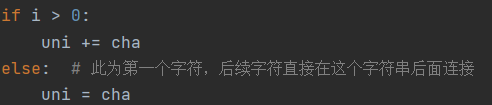 if i > 0:
    uni += cha
else:  # 此为第一个字符，后续字符直接在这个字符串后面连接
    uni = cha